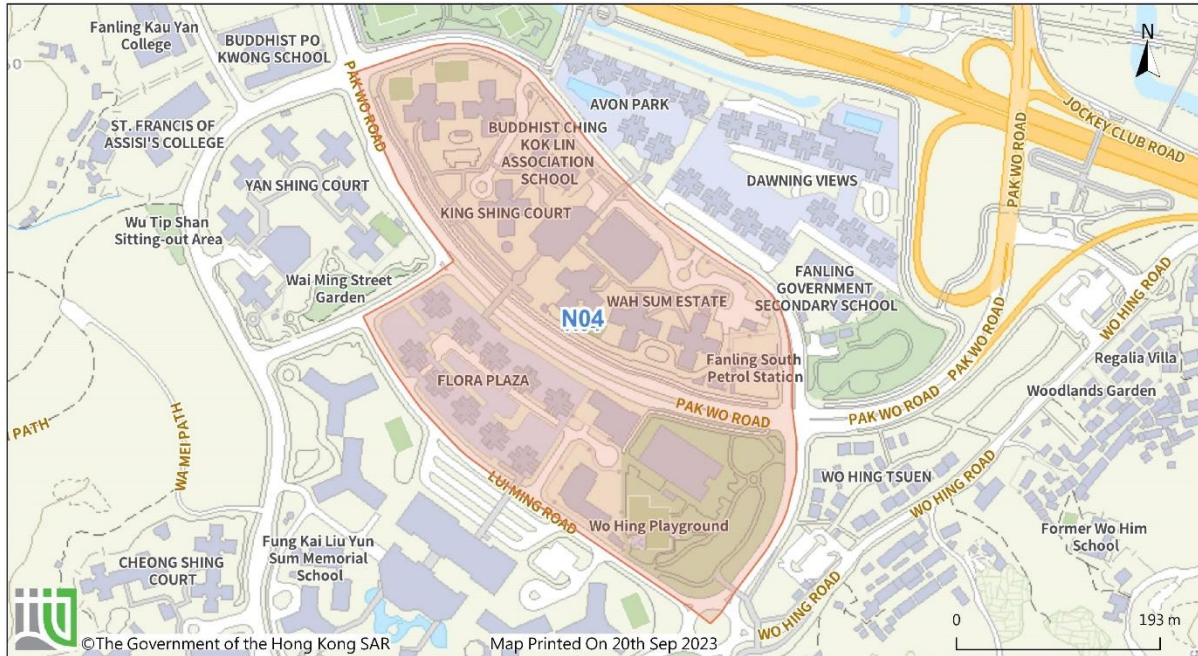 Fanling Kau Yan
College
BUDDHIST PO
KWONG SCHOOL
N
PAK WO ROAD
AVON PARK
JOCKEY CLUB ROAD
ST. FRANCIS OF
ASSISI'S COLLEGE
BUDDHIST CHING
KOK LIN
ASSOCIATION
SCHOOL
PAK WO ROAD
YAN SHING COURT
DAWNING VIEWS
KING SHING COURT
Wu Tip Shan
Sitting-out Area
Wai Ming Street
Garden
FANLING
GOVERNMENT
SECONDARY SCHOOL
WO HING ROAD
WAH SUM ESTATE
N04
PAK WO ROAD
Regalia Villa
Fanling South
Petrol Station
FLORA PLAZA
Woodlands Garden
PAK WO ROAD
PAK WO ROAD
PATH
WA MEI PATH
WO HING TSUEN
WO HING ROAD
LUI MING ROAD
Wo Hing Playground
Former Wo Him
School
Fung Kai Liu Yun
Sum Memorial
School
CHEONG SHING
COURT
WO HING ROAD
0
193 m
©The Government of the Hong Kong SAR
Map Printed On 20th Sep 2023